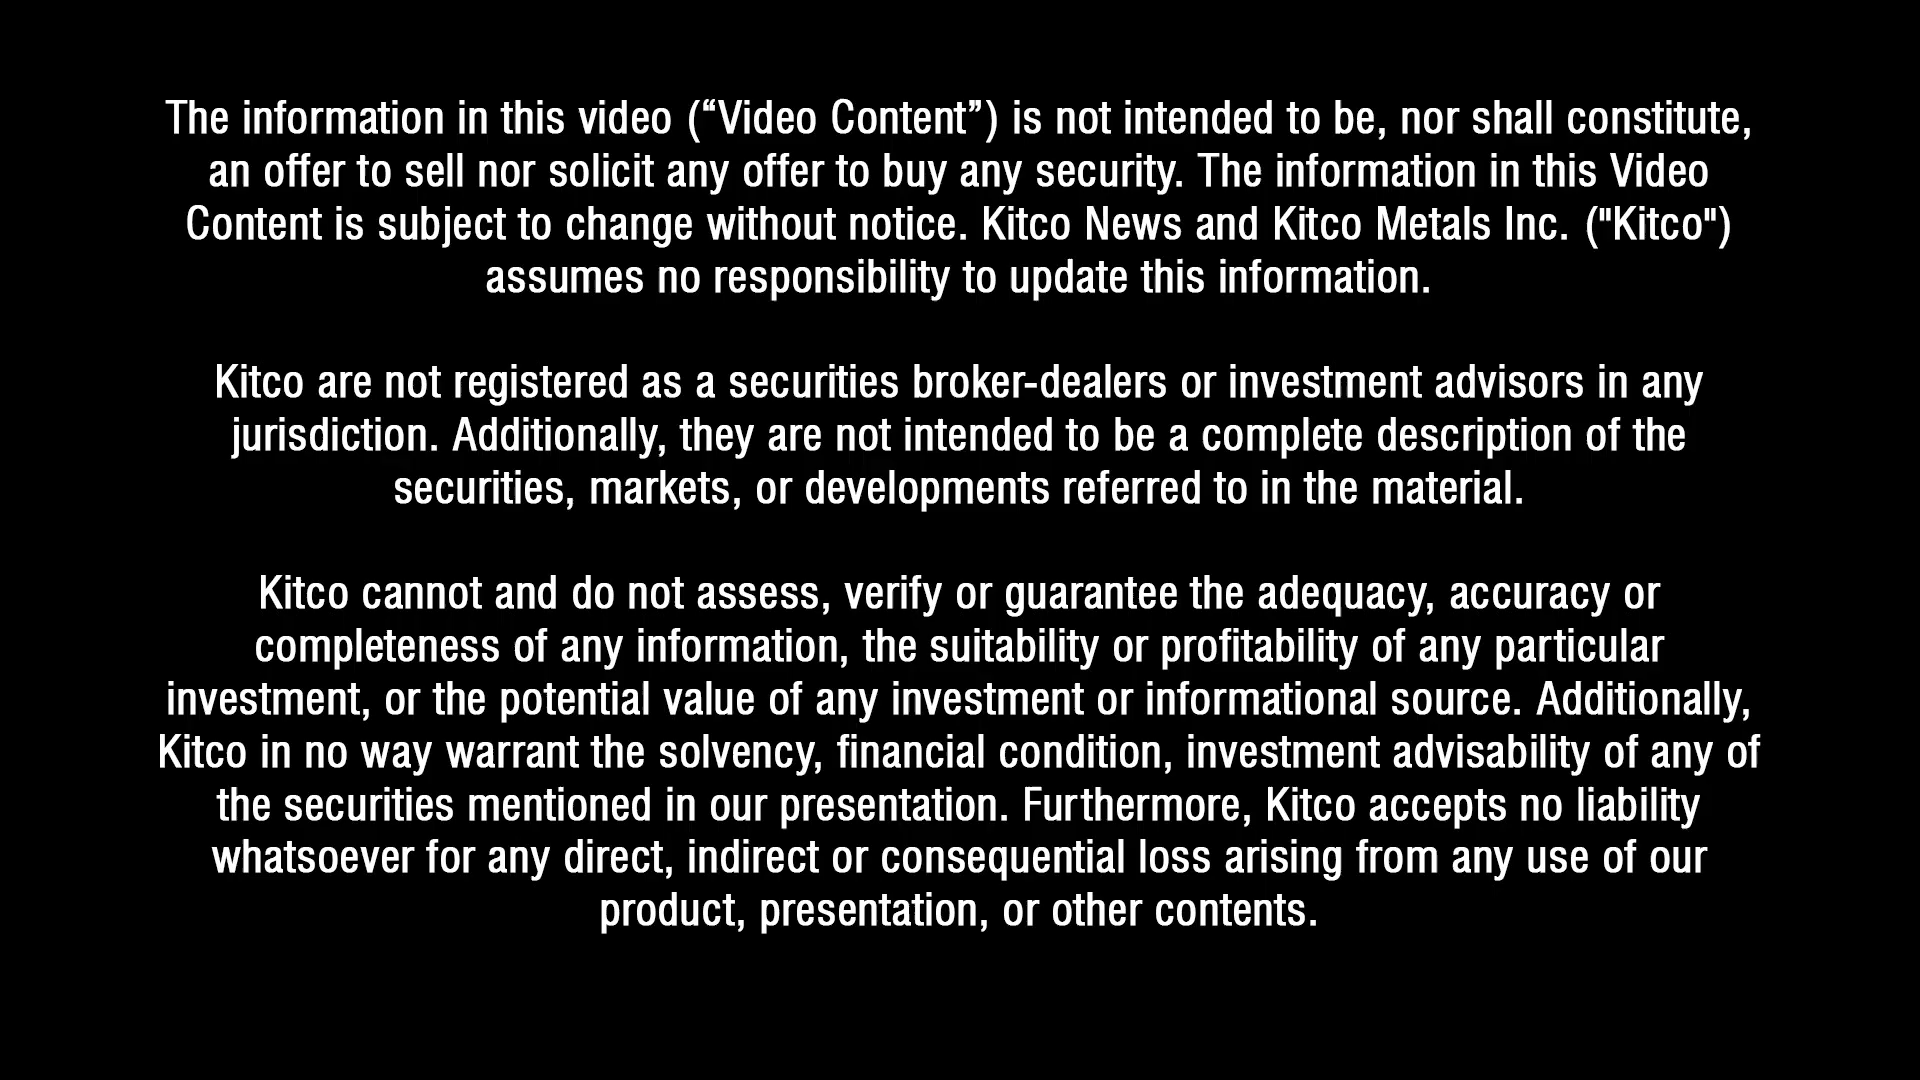 The information in this video (“Video Content”) is not intended to be, nor shall constitute,
an offer to sell nor solicit any offer to buy any security. The information in this Video
Content is subject to change without notice. Kitco News and Kitco Metals Inc. ("Kitco")
assumes no responsibility to update this information.
Kitco are not registered as a securities broker-dealers or investment advisors in any
jurisdiction. Additionally, they are not intended to be a complete description of the
securities, markets, or developments referred to in the material.
Kitco cannot and do not assess, verify or guarantee the adequacy, accuracy or
completeness of any information, the suitability or profitability of any particular
investment, or the potential value of any investment or informational source. Additionally,
Kitco in no way warrant the solvency, financial condition, investment advisability of any of
the securities mentioned in our presentation. Furthermore, Kitco accepts no liability
whatsoever for any direct, indirect or consequential loss arising from any use of our
product, presentation, or other contents.